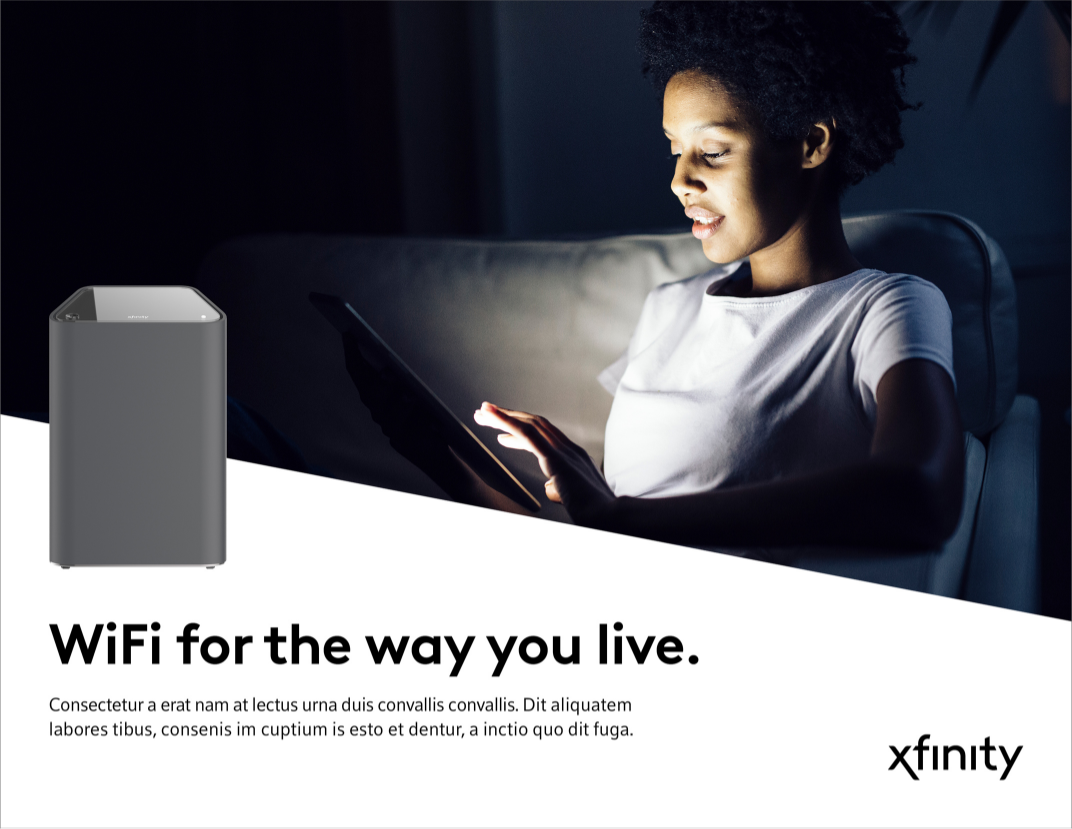 xfinity
WiFi for the way you live.
Consectetur a erat nam at lectus urna duis convallis convallis. Dit aliquatem
labores tibus, consenis im cuptium is esto et dentur, a inctio quo dit fuga.
xfinity